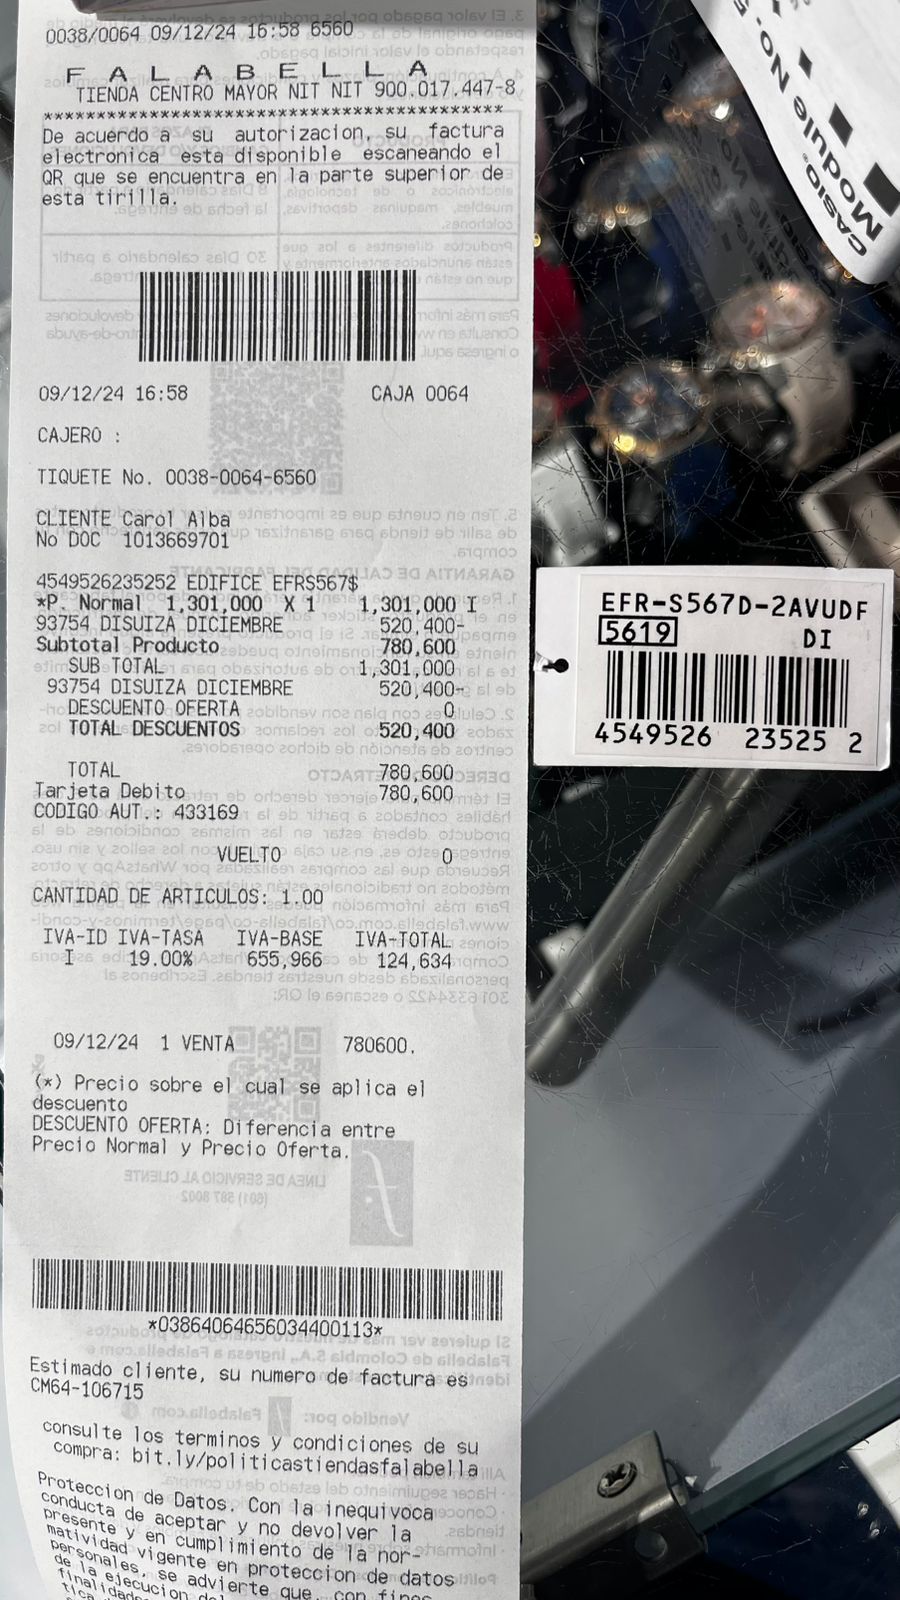 0038/0064 09/12/24 16:58 6560
F A L A B E L L A
TIENDA CENTRO MAYOR NIT NIT 900.017.447-8
*******************************************
De acuerdo a su autorizacion, su factura
electronica esta disponible escaneando el
QR que se encuentra en la parte superior de
esta tirilla.
09/12/24 16:58 CAJA 0064
CAJERO :
TIQUETE No. 0038-0064-6560
CLIENTE Carol Alba
No DOC 1013669701
4549526235252 EDIFICE EFRS567$
*P. Normal 1,301,000 X 1 1,301,000 I
93754 DISUIZA DICIEMBRE 520,400-
Subtotal Producto 780,600
SUB TOTAL 1,301,000
93754 DISUIZA DICIEMBRE 520,400-
DESCUENTO OFERTA 0
TOTAL DESCUENTOS 520,400
TOTAL 780,600
Tarjeta Debito 780,600
CODIGO AUT.: 433169
VUELTO 0
CANTIDAD DE ARTICULOS: 1.00
IVA-ID IVA-TASA IVA-BASE IVA-TOTAL
I 19.00% 655,966 124,634
09/12/24 1 VENTA 780600.
(*) Precio sobre el cual se aplica el
descuento
DESCUENTO OFERTA: Diferencia entre
Precio Normal y Precio Oferta.
*03864064656034400113*
Estimado cliente, su numero de factura es
CM64-106715
consulte los terminos y condiciones de su
compra: bit.ly/politicastiendasfalabella
Proteccion de Datos. Con la inequivoca
conducta de aceptar y no devolver la
presente y en cumplimiento de la nor-
matividad vigente en proteccion de datos
personales, se advierte que, con fines
de la ejecucion del
finalidades
CASIO®
Module No. 5
EFR-S567D-2AVUDF
5619 DI
4549526 23525 2